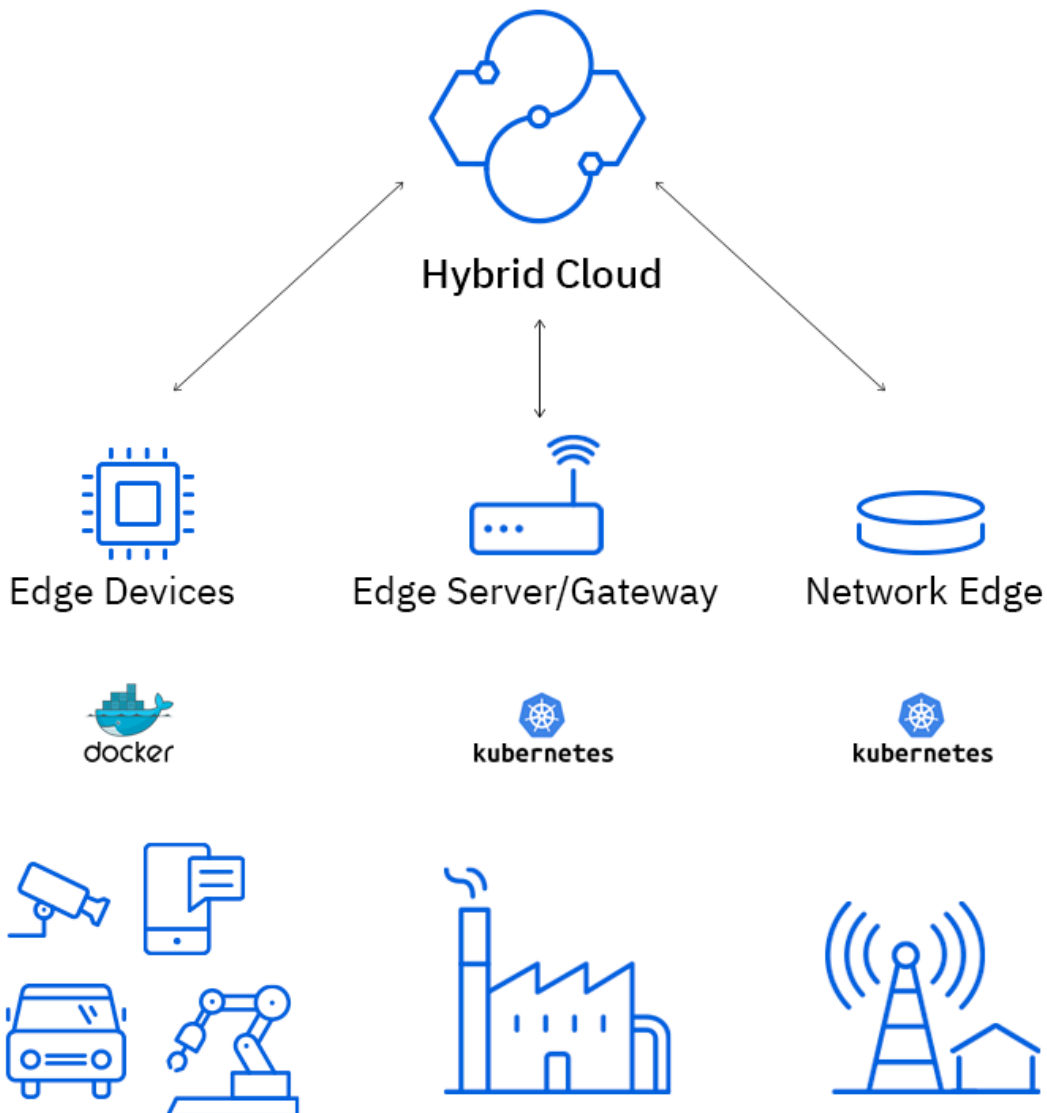 Hybrid Cloud
Edge Devices
Edge Server/Gateway
Network Edge
docker
kubernetes
kubernetes